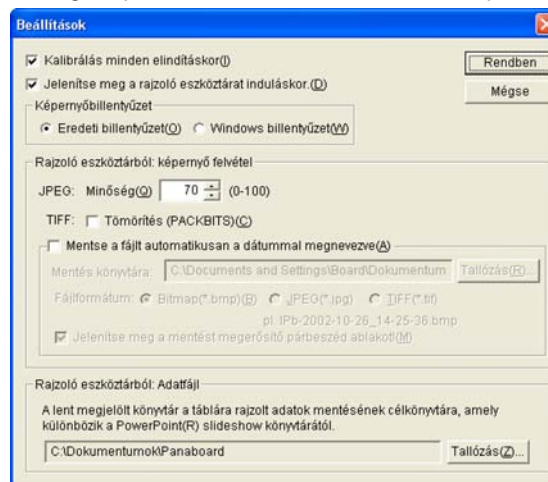 Beállítások
Kalibrálás minden elindításkor(I)
Rendben
Jelenítse meg a rajzoló eszköztárat induláskor.(D)
Mégse
Képernyőbillentyűzet
Eredeti billentyűzet(O) Windows billentyűzet(W)
Rajzoló eszköztárból: képernyő felvétel
JPEG: Minőség(Q) 70 (0-100)
TIFF: Tömörítés (PACKBITS)(C)
Mentse a fájlt automatikusan a dátummal megnevezve(A)
Mentés könyvtára: C:\Documents and Settings\Board\Dokumentum Tallózás(R)...
Fájlformátum: Bitmap(*.bmp)(B) JPEG(*.jpg) TIFF(*.tif)
pl. IPb-2002-10-26_14-25-36.bmp
Jelenítse meg a mentést megerősítő párbeszéd ablakot!(M)
Rajzoló eszköztárból: Adatfájl
A lent megjelölt könyvtár a táblára rajzolt adatok mentésének célkönyvtára, amely
különbözik a PowerPoint(R) slideshow könyvtárától.
C:\Dokumentumok\Panaboard Tallózás(Z)...